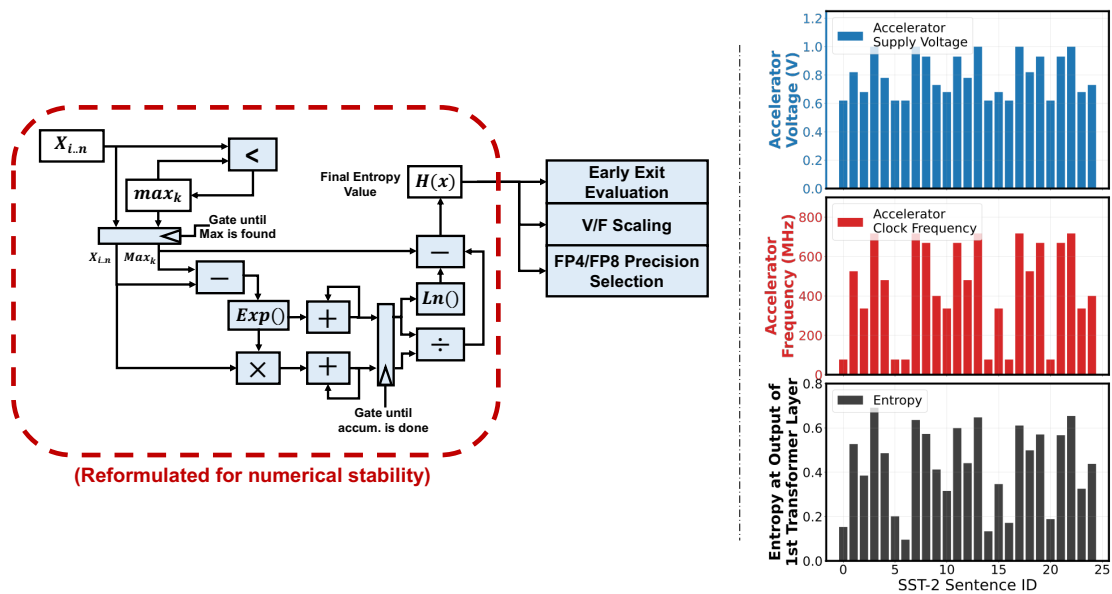 X i..n
<
max k
Gate until
Max is found
X i..n
Max k
−
Exp()
×
+
+
Gate until
accum. is done
Ln()
÷
−
Final Entropy
Value
H(x)
Early Exit
Evaluation
V/F Scaling
FP4/FP8 Precision
Selection
(Reformulated for numerical stability)
Accelerator
Voltage (V)
1.2
1.0
0.8
0.6
0.4
0.2
0.0
Accelerator
Supply Voltage
Accelerator
Frequency (MHz)
800
600
400
200
0
Accelerator
Clock Frequency
Entropy at Output of
1st Transformer Layer
0.8
0.6
0.4
0.2
0.0
Entropy
0 5 10 15 20 25
SST-2 Sentence ID